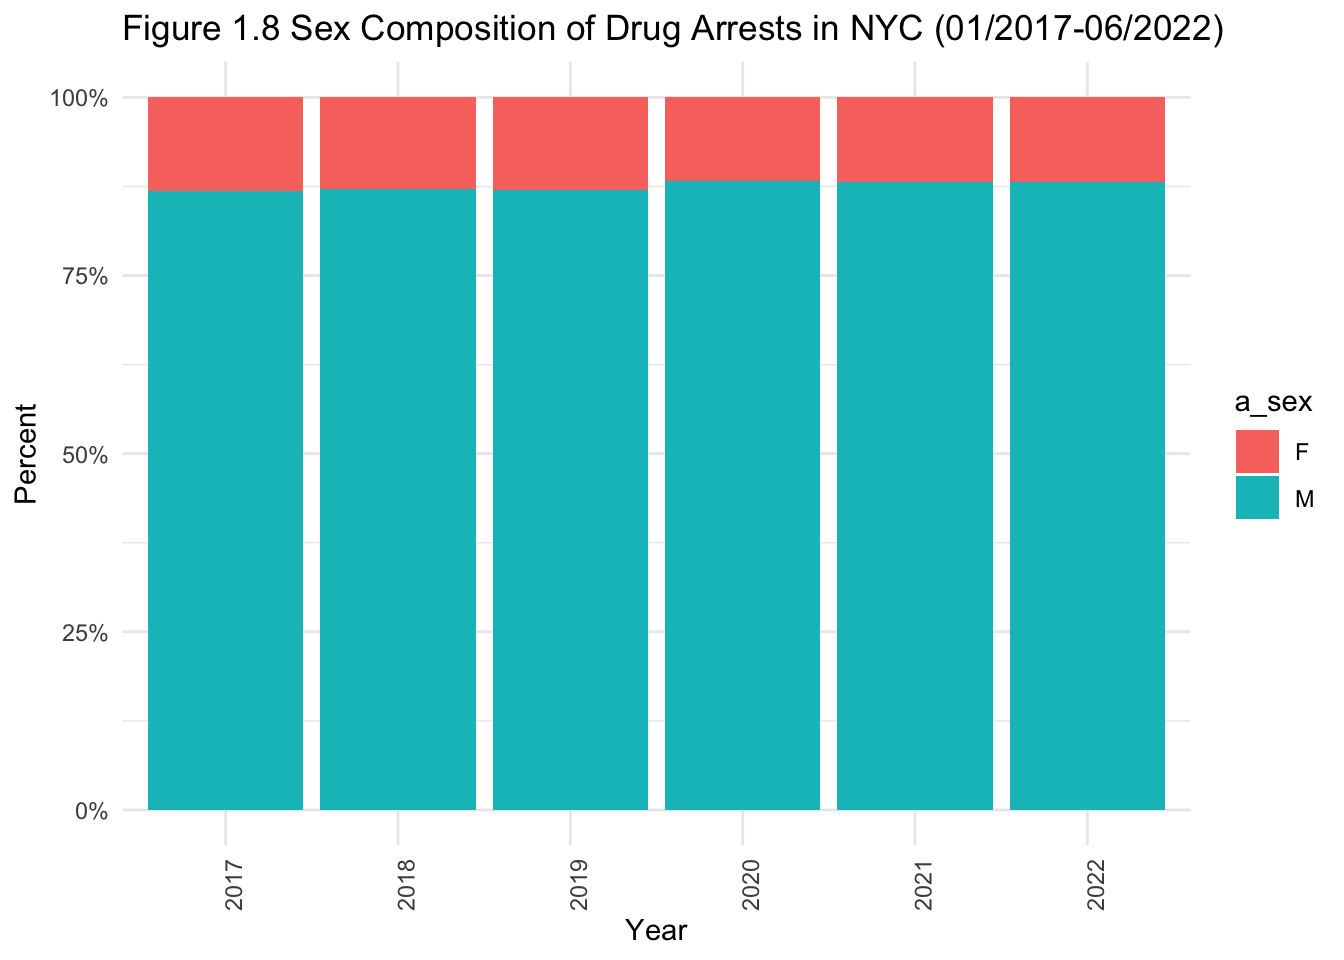 Figure 1.8 Sex Composition of Drug Arrests in NYC (01/2017-06/2022)
100%
75%
50%
25%
0%
Percent
2017
2018
2019
2020
2021
2022
Year
a_sex
F
M